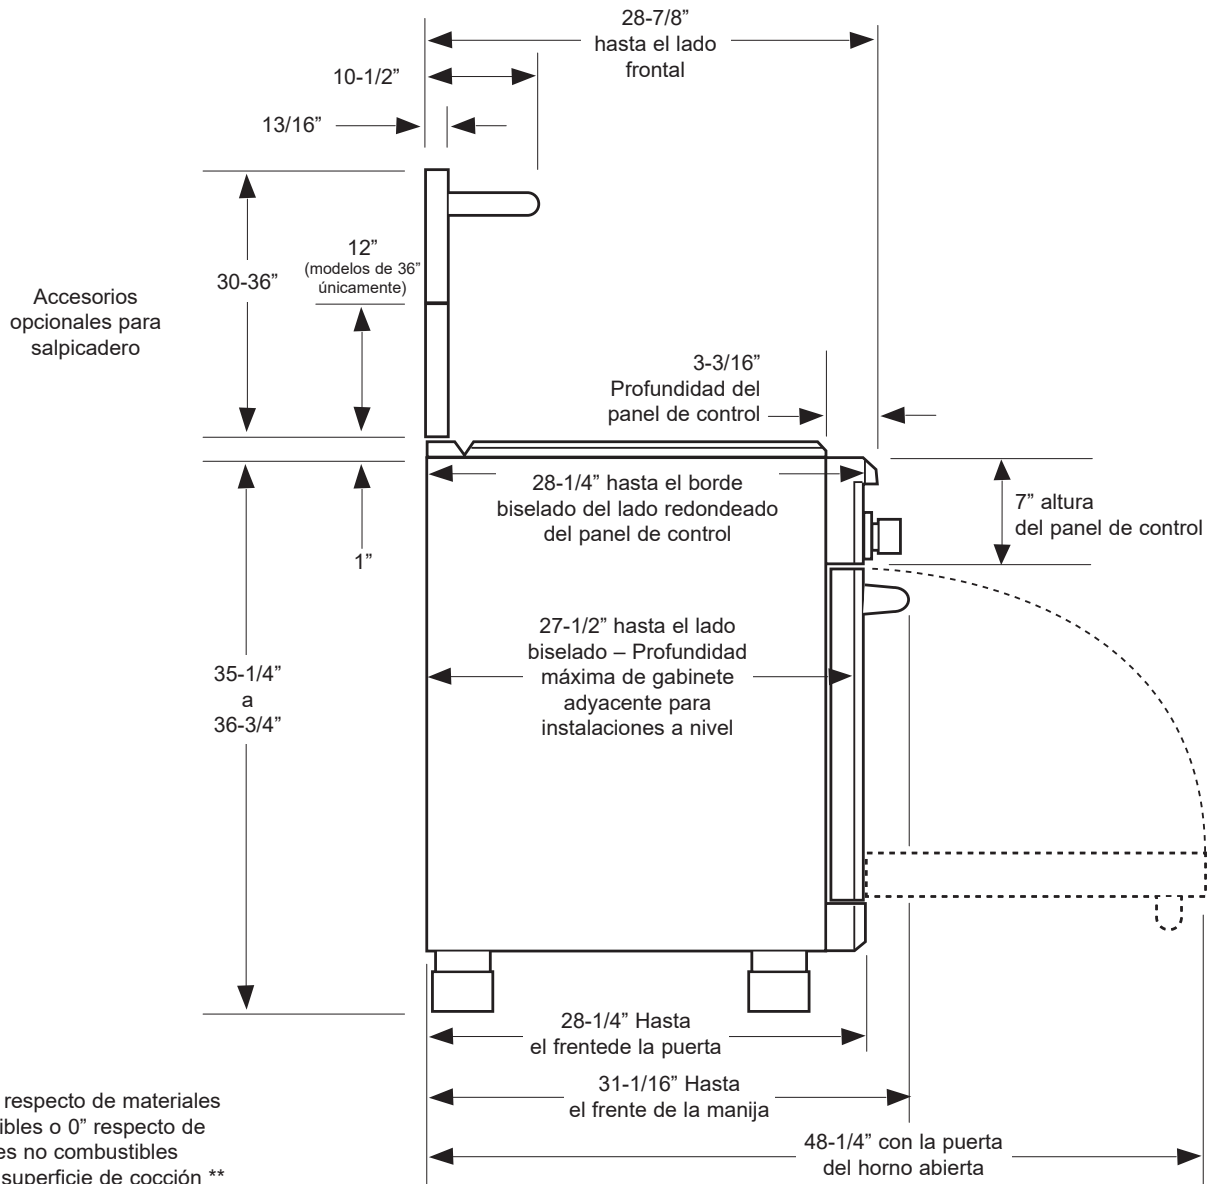 28-7/8”
hasta el lado
frontal
10-1/2”
13/16”
12”
(modelos de 36”
únicamente)
30-36”
Accesorios
opcionales para
salpicadero
3-3/16”
Profundidad del
panel de control
28-1/4” hasta el borde
biselado del lado redondeado
del panel de control
7” altura
del panel de control
1”
27-1/2” hasta el lado
biselado – Profundidad
máxima de gabinete
adyacente para
instalaciones a nivel
35-1/4”
a
36-3/4”
28-1/4” Hasta
el frentede la puerta
31-1/16” Hasta
el frente de la manija
48-1/4” con la puerta
del horno abierta
respecto de materiales
ibles o 0” respecto de
es no combustibles
superficie de cocción **